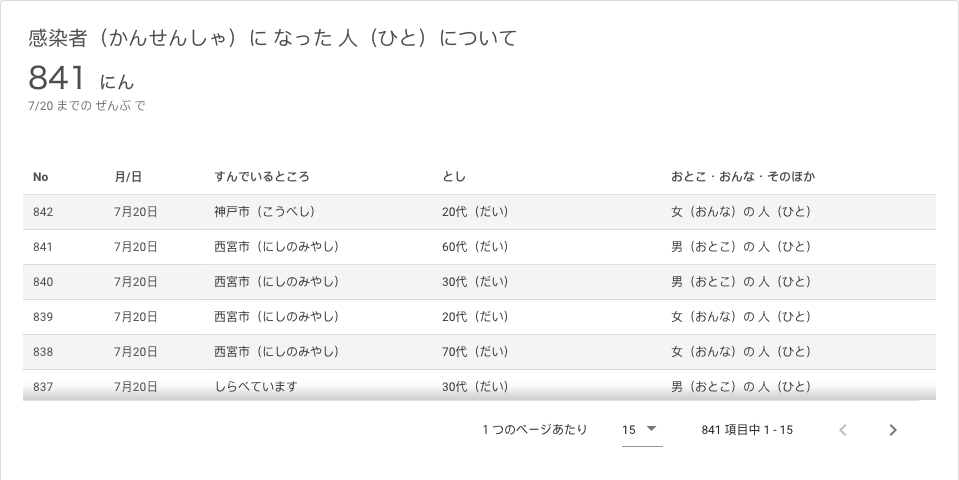 感染者（かんせんしゃ）に なった 人（ひと）について
841 にん
7/20 までの ぜんぶ で
No 月/日 すんでいるところ とし おとこ・おんな・そのほか
842 7月20日 神戸市（こうべし） 20代（だい） 女（おんな）の 人（ひと）
841 7月20日 西宮市（にしのみやし） 60代（だい） 男（おとこ）の 人（ひと）
840 7月20日 西宮市（にしのみやし） 30代（だい） 男（おとこ）の 人（ひと）
839 7月20日 西宮市（にしのみやし） 20代（だい） 女（おんな）の 人（ひと）
838 7月20日 西宮市（にしのみやし） 70代（だい） 女（おんな）の 人（ひと）
837 7月20日 しらべています 30代（だい） 男（おとこ）の 人（ひと）
1 つのページあたり 15 841 項目中 1 - 15